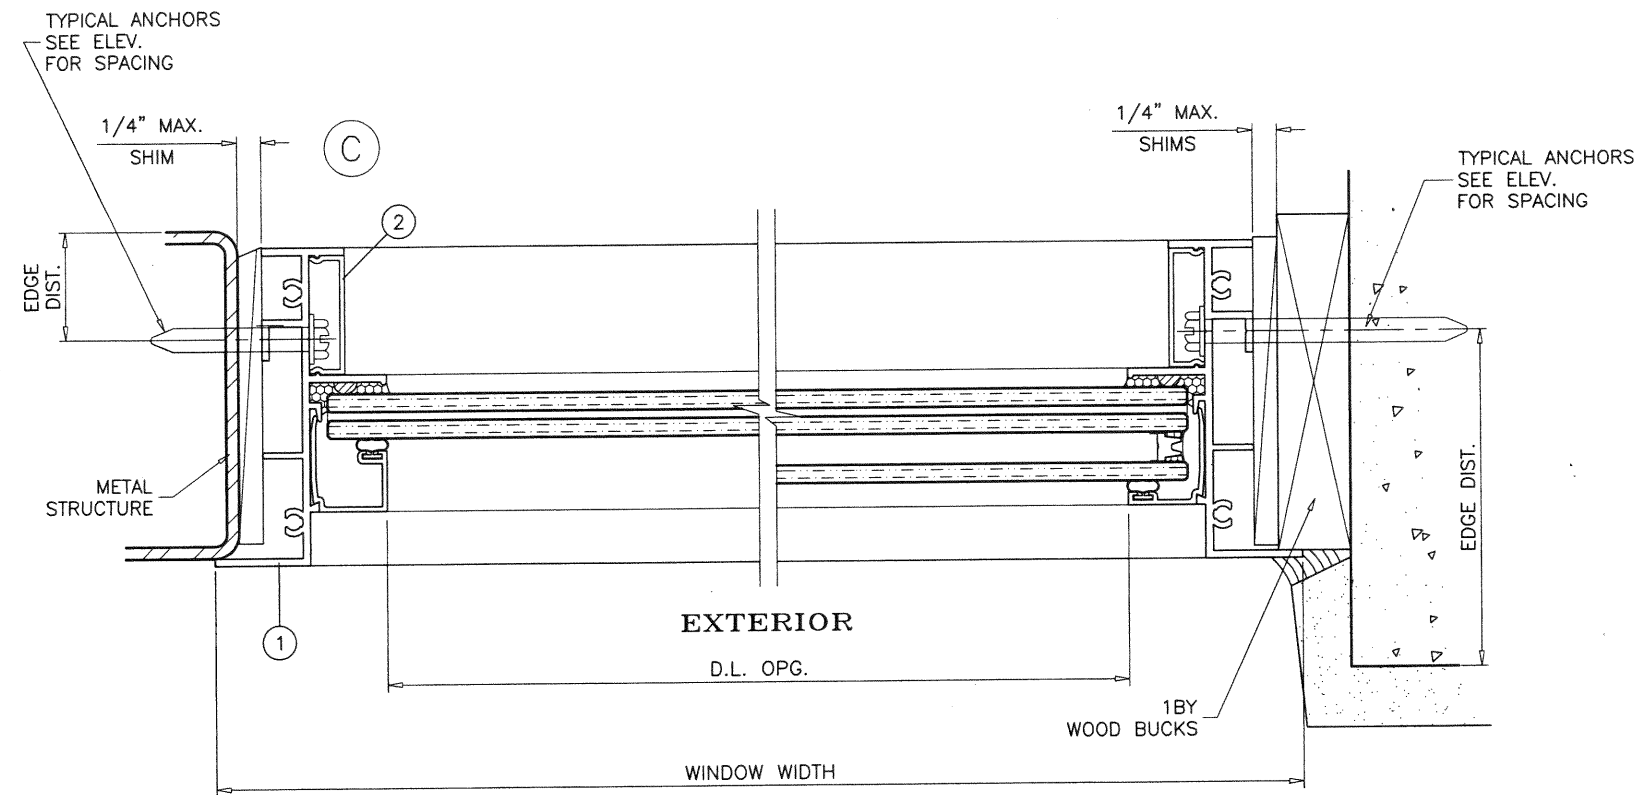 TYPICAL ANCHORS
SEE ELEV.
FOR SPACING
1/4" MAX.
SHIM
C
2
1/4" MAX.
SHIMS
TYPICAL ANCHORS
SEE ELEV.
FOR SPACING
EDGE
DIST.
METAL
STRUCTURE
EDGE DIST.
1
EXTERIOR
D.L. OPG.
1BY
WOOD BUCKS
WINDOW WIDTH